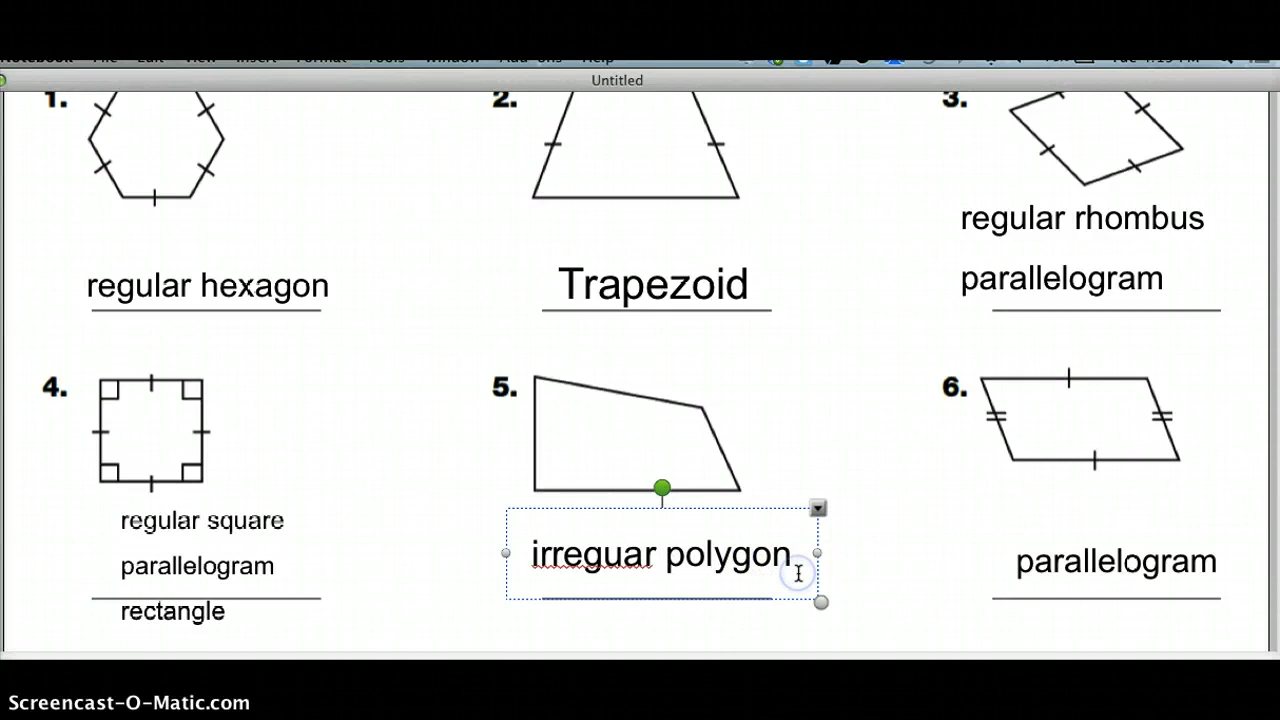 Untitled
1.
2.
3.
regular rhombus
regular hexagon
Trapezoid
parallelogram
4.
5.
6.
regular square
parallelogram
rectangle
irreguar polygon
parallelogram
Screencast-O-Matic.com